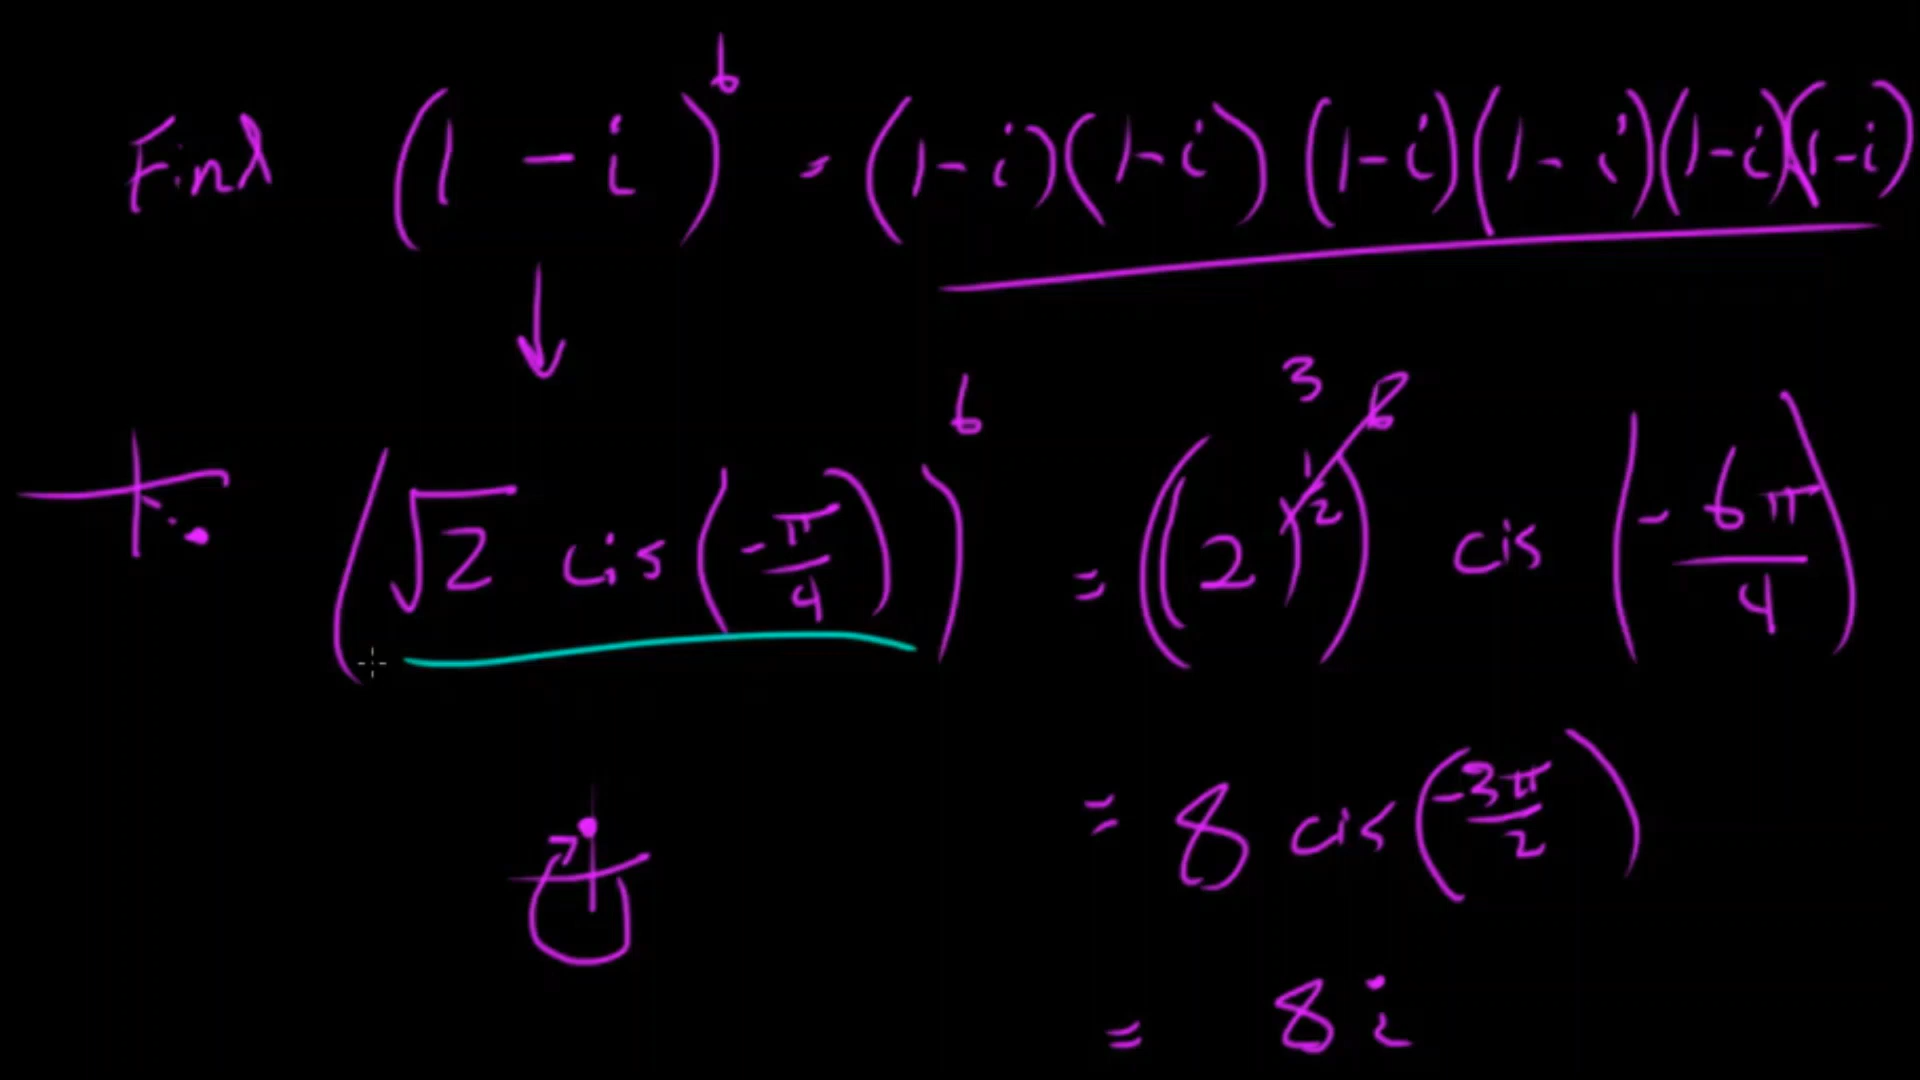 Find (1 - i)^6 = (1-i)(1-i)(1-i)(1-i)(1-i)(1-i)
(√2 cis(-π/4))^6 = ((2)^1/2)^6 3 cis(-6π/4)
= 8 cis(-3π/2)
= 8i